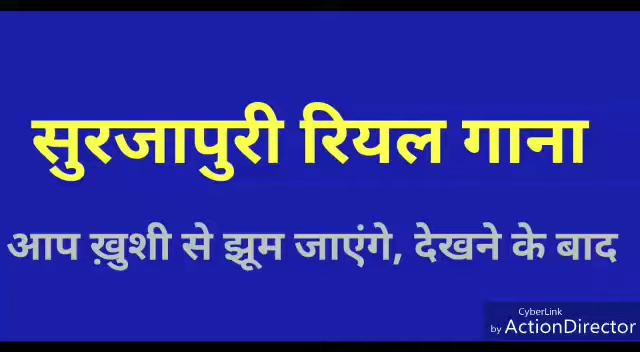 सुरजापुरी रियल गाना
आप ख़ुशी से झूम जाएंगे, देखने के बाद
CyberLink
by ActionDirector